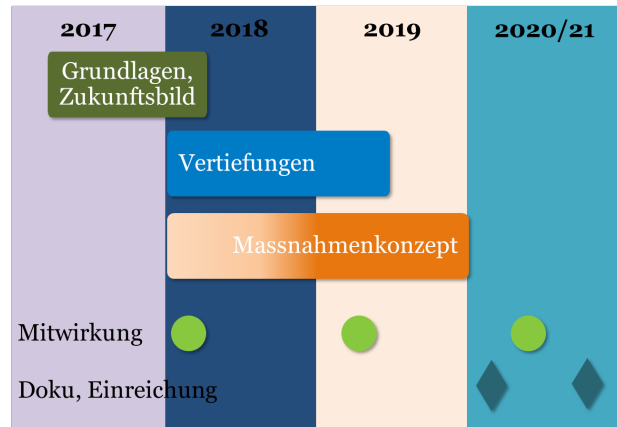 2017 2018 2019 2020/21
Grundlagen,
Zukunftsbild
Vertiefungen
Massnahmenkonzept
Mitwirkung
Doku, Einreichung